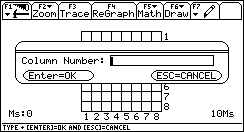 F1 F2 F3 F4 F5 F6 F7
Zoom Trace ReGraph Math Draw
1
Column Number:
Enter=OK ESC=CANCEL
6
7
8
Ms:0 10Ms
1 2 3 4 5 6 7 8
TYPE + [ENTER]=OK AND [ESC]=CANCEL